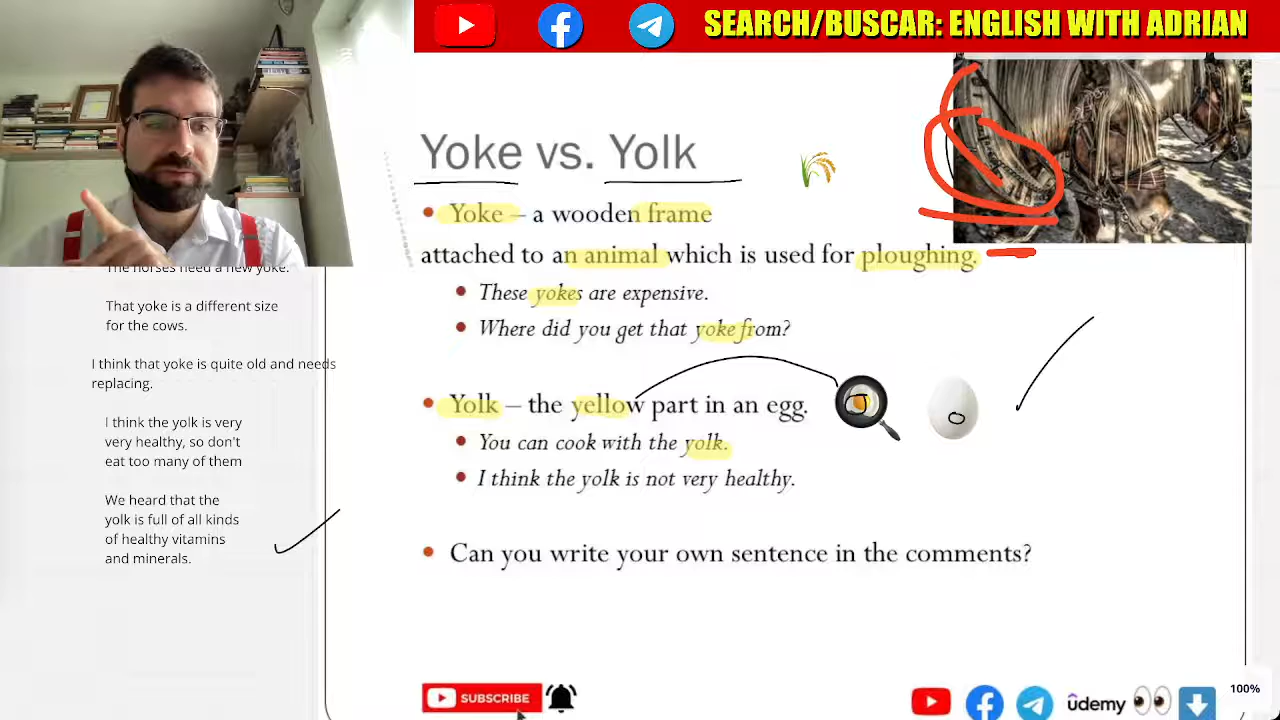 SEARCH/BUSCAR: ENGLISH WITH ADRIAN
Yoke vs. Yolk
• Yoke – a wooden frame
attached to an animal which is used for ploughing.
• These yokes are expensive.
• Where did you get that yoke from?
• Yolk – the yellow part in an egg.
• You can cook with the yolk.
• I think the yolk is not very healthy.
• Can you write your own sentence in the comments?
The horses need a new yoke.
That yoke is a different size
for the cows.
I think that yoke is quite old and needs
replacing.
I think the yolk is very
very healthy, so don't
eat too many of them
We heard that the
yolk is full of all kinds
of healthy vitamins
and minerals.
SUBSCRIBE
ûdemy
100%